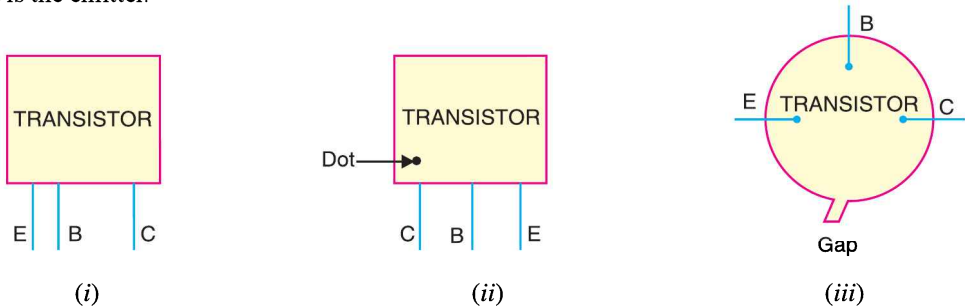 is the emitter.
B
TRANSISTOR TRANSISTOR E TRANSISTOR C
Dot
E B C C B E
Gap
(i) (ii) (iii)